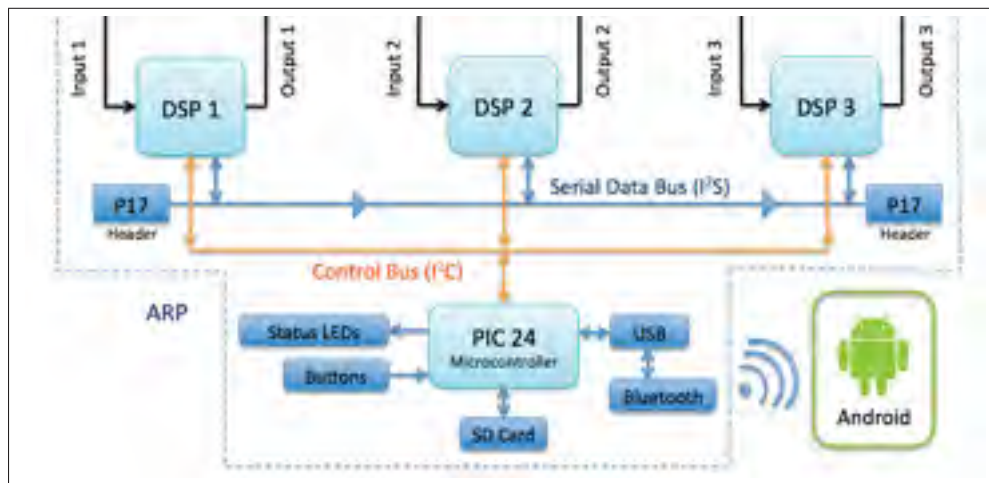 Input 1
Output 1
Input 2
Output 2
Input 3
Output 3
DSP 1
DSP 2
DSP 3
Serial Data Bus (I²S)
P17
Header
P17
Header
Control Bus (I²C)
ARP
Status LEDs
PIC 24
Microcontroller
USB
Buttons
Bluetooth
SD Card
Android